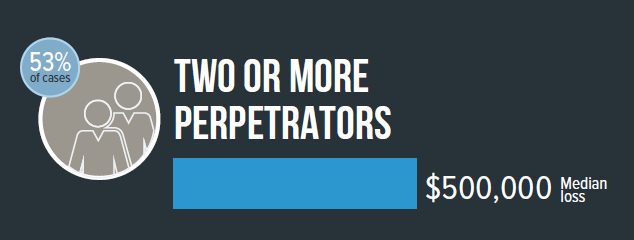 53%
of cases
TWO OR MORE
PERPETRATORS
$500,000 Median
loss